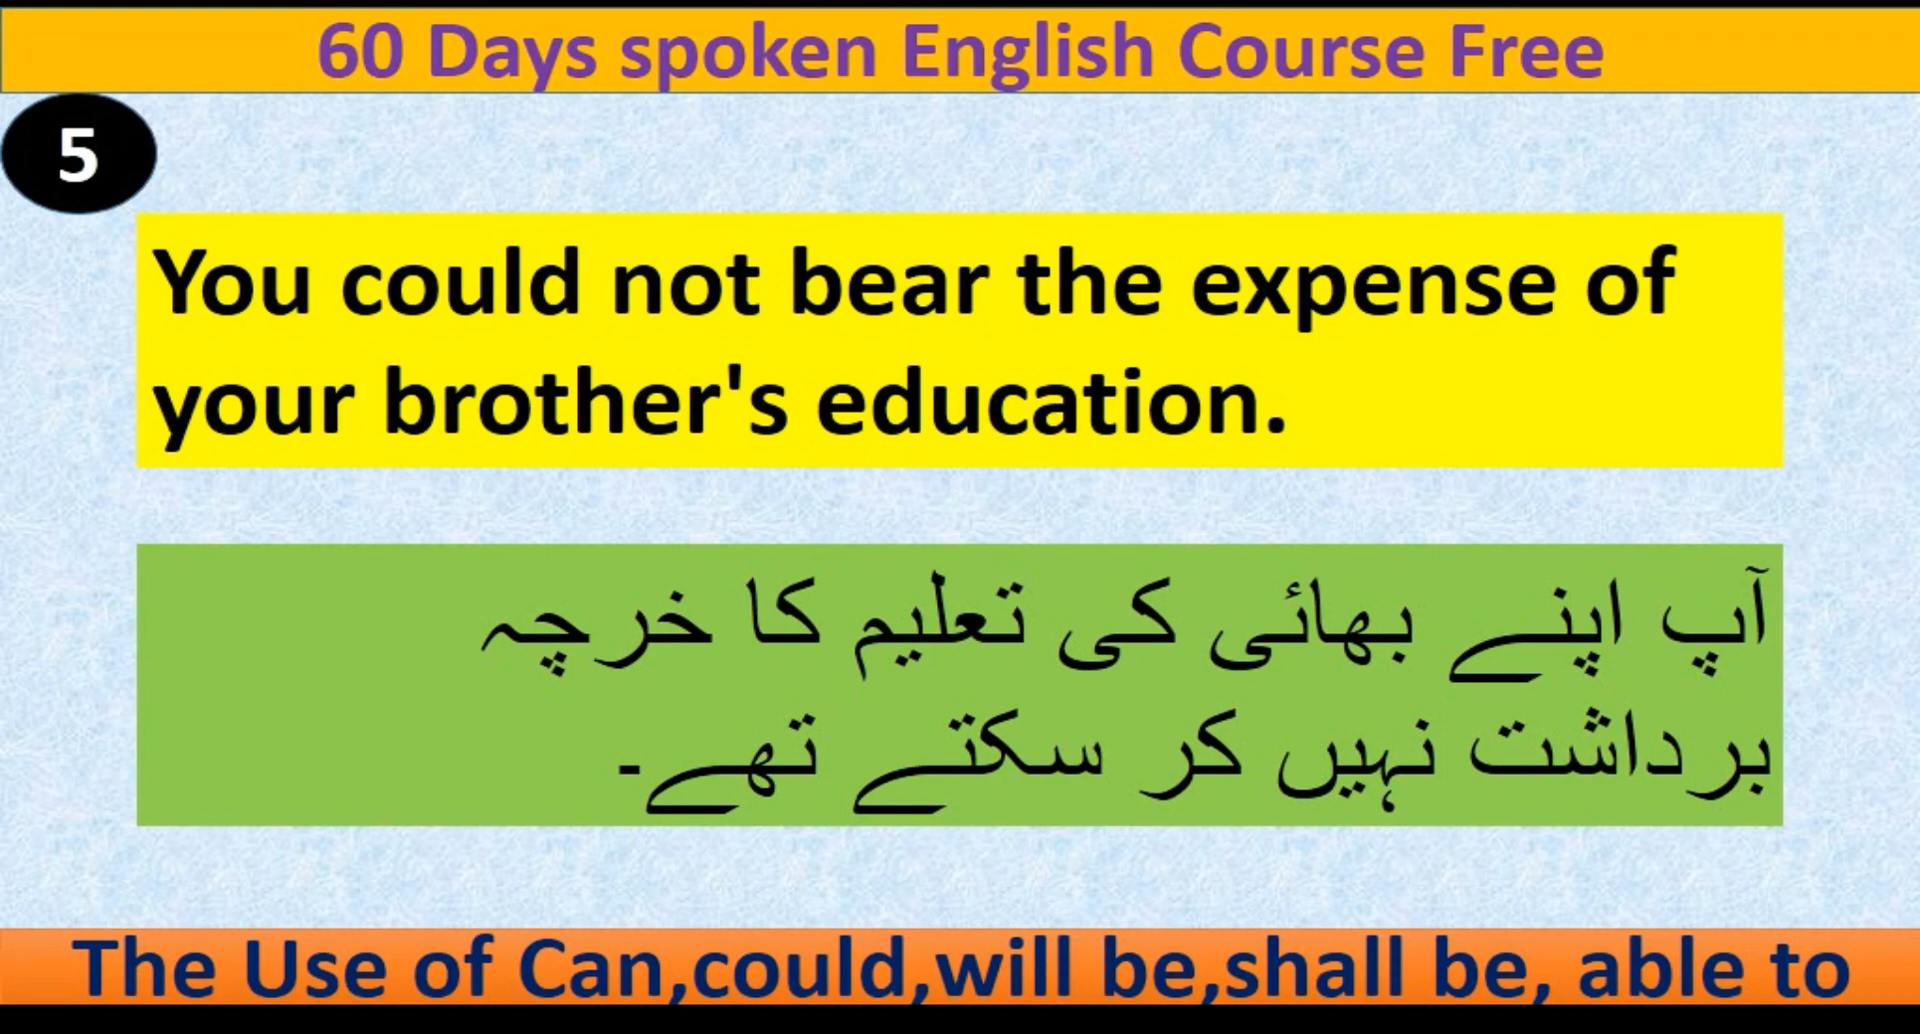 60 Days spoken English Course Free
5
You could not bear the expense of
your brother's education.
آپ اپنے بھائی کی تعلیم کا خرچہ
برداشت نہیں کر سکتے تھے۔
The Use of Can,could,will be,shall be, able to